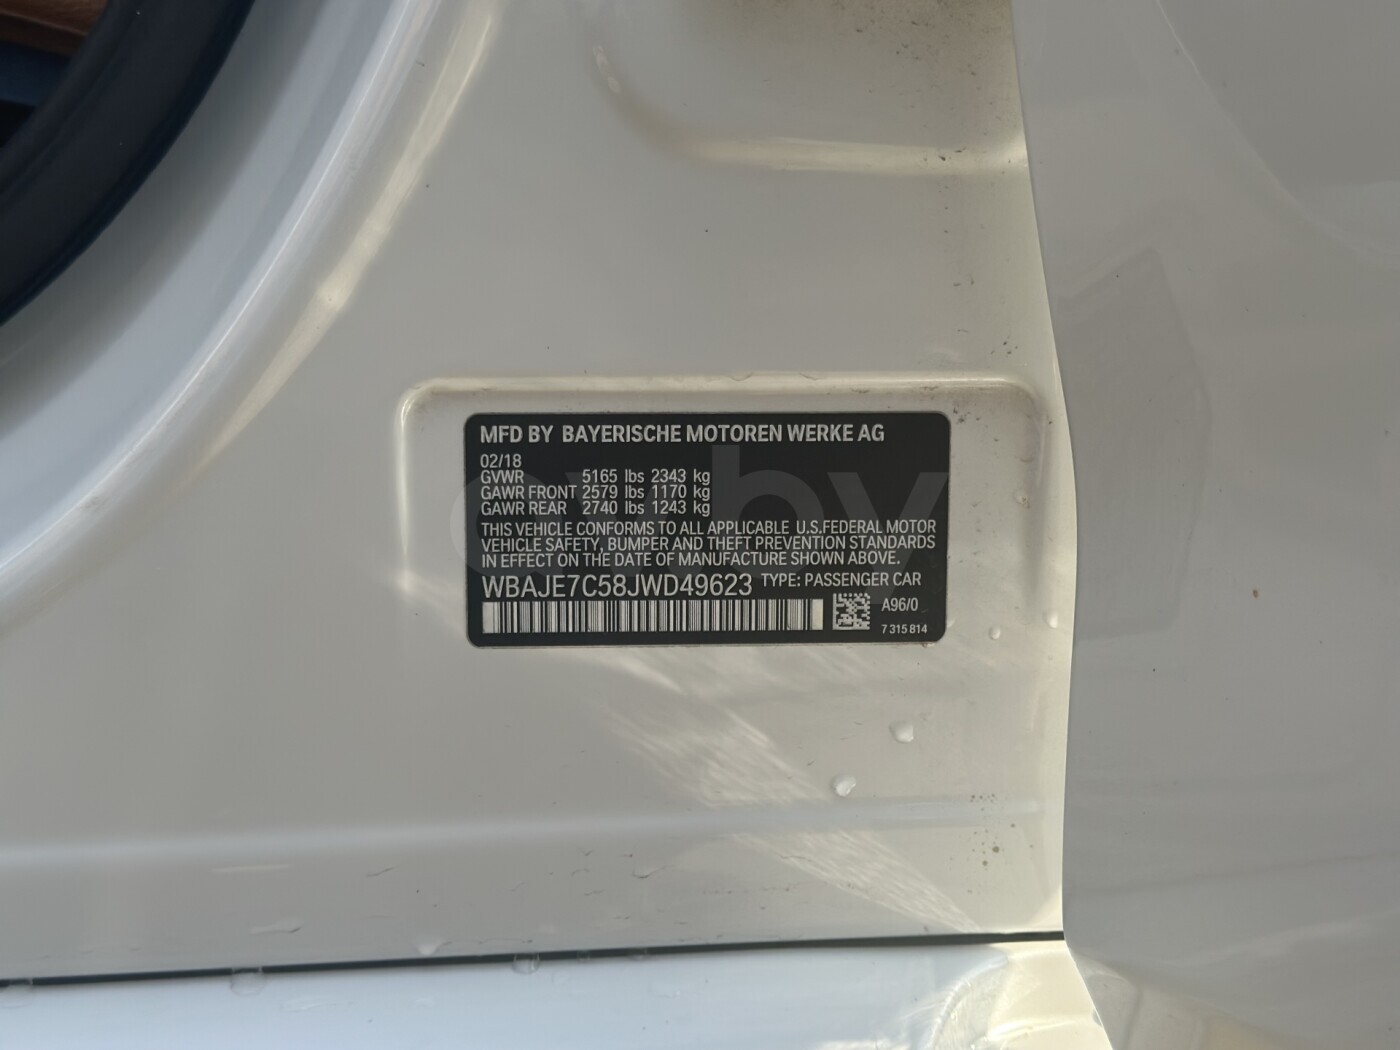 MFD BY BAYERISCHE MOTOREN WERKE AG
02/18
GVWR 5165 lbs 2343 kg
GAWR FRONT 2579 lbs 1170 kg
GAWR REAR 2740 lbs 1243 kg
THIS VEHICLE CONFORMS TO ALL APPLICABLE U.S.FEDERAL MOTOR
VEHICLE SAFETY, BUMPER AND THEFT PREVENTION STANDARDS
IN EFFECT ON THE DATE OF MANUFACTURE SHOWN ABOVE.
WBAJE7C58JWD49623 TYPE: PASSENGER CAR
A96/0
7 315 814
av.by